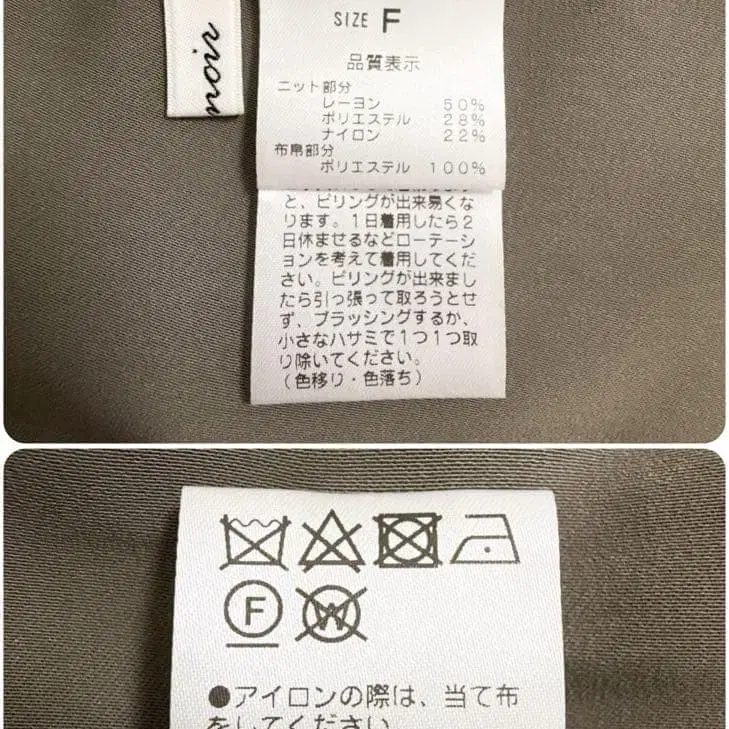 noir
SIZE F
品質表示
ニット部分
レーヨン 50%
ポリエステル 28%
ナイロン 22%
布帛部分
ポリエステル 100%
と、ピリングが出来易くな
ります。1日着用したら2
日休ませるなどローテーシ
ョンを考えて着用してくだ
さい。ピリングが出来まし
たら引っ張って取ろうとせ
ず、ブラッシングするか、
小さなハサミで1つ1つ取
り除いてください。
(色移り・色落ち)
F
W
●アイロンの際は、当て布
をしてください